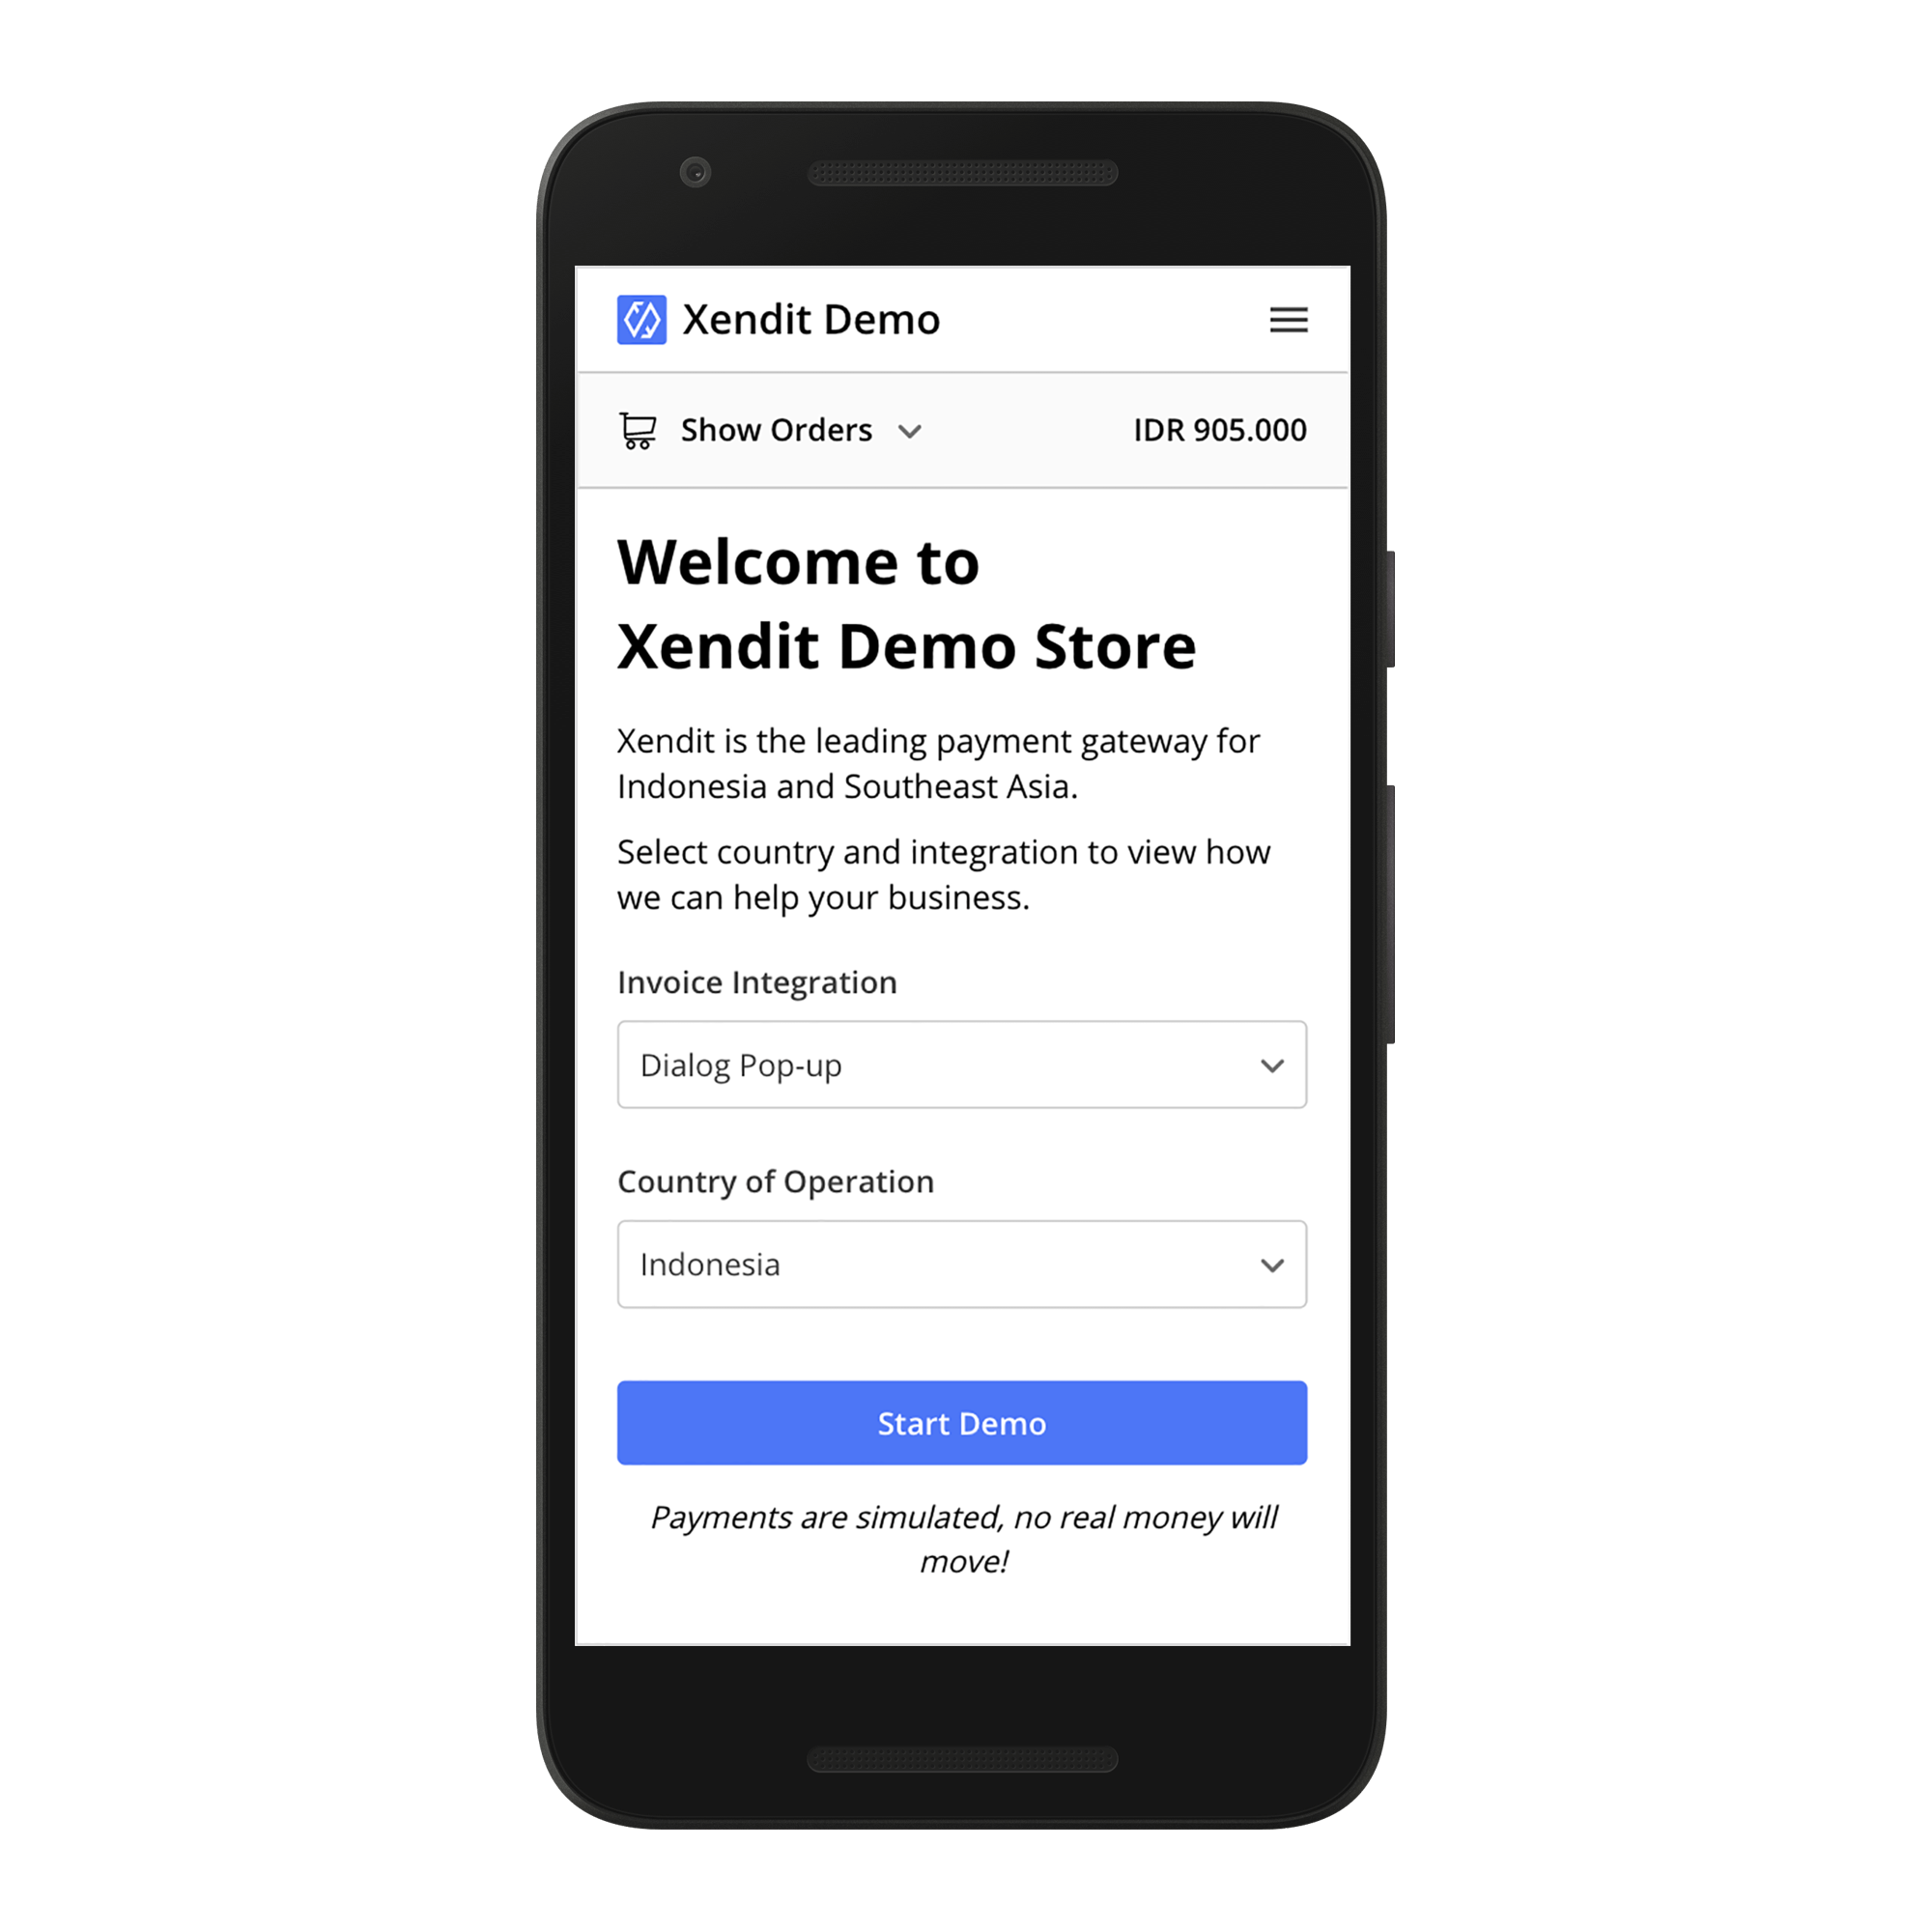 Xendit Demo
Show Orders
IDR 905.000
Welcome to
Xendit Demo Store
Xendit is the leading payment gateway for
Indonesia and Southeast Asia.
Select country and integration to view how
we can help your business.
Invoice Integration
Dialog Pop-up
Country of Operation
Indonesia
Start Demo
Payments are simulated, no real money will
move!